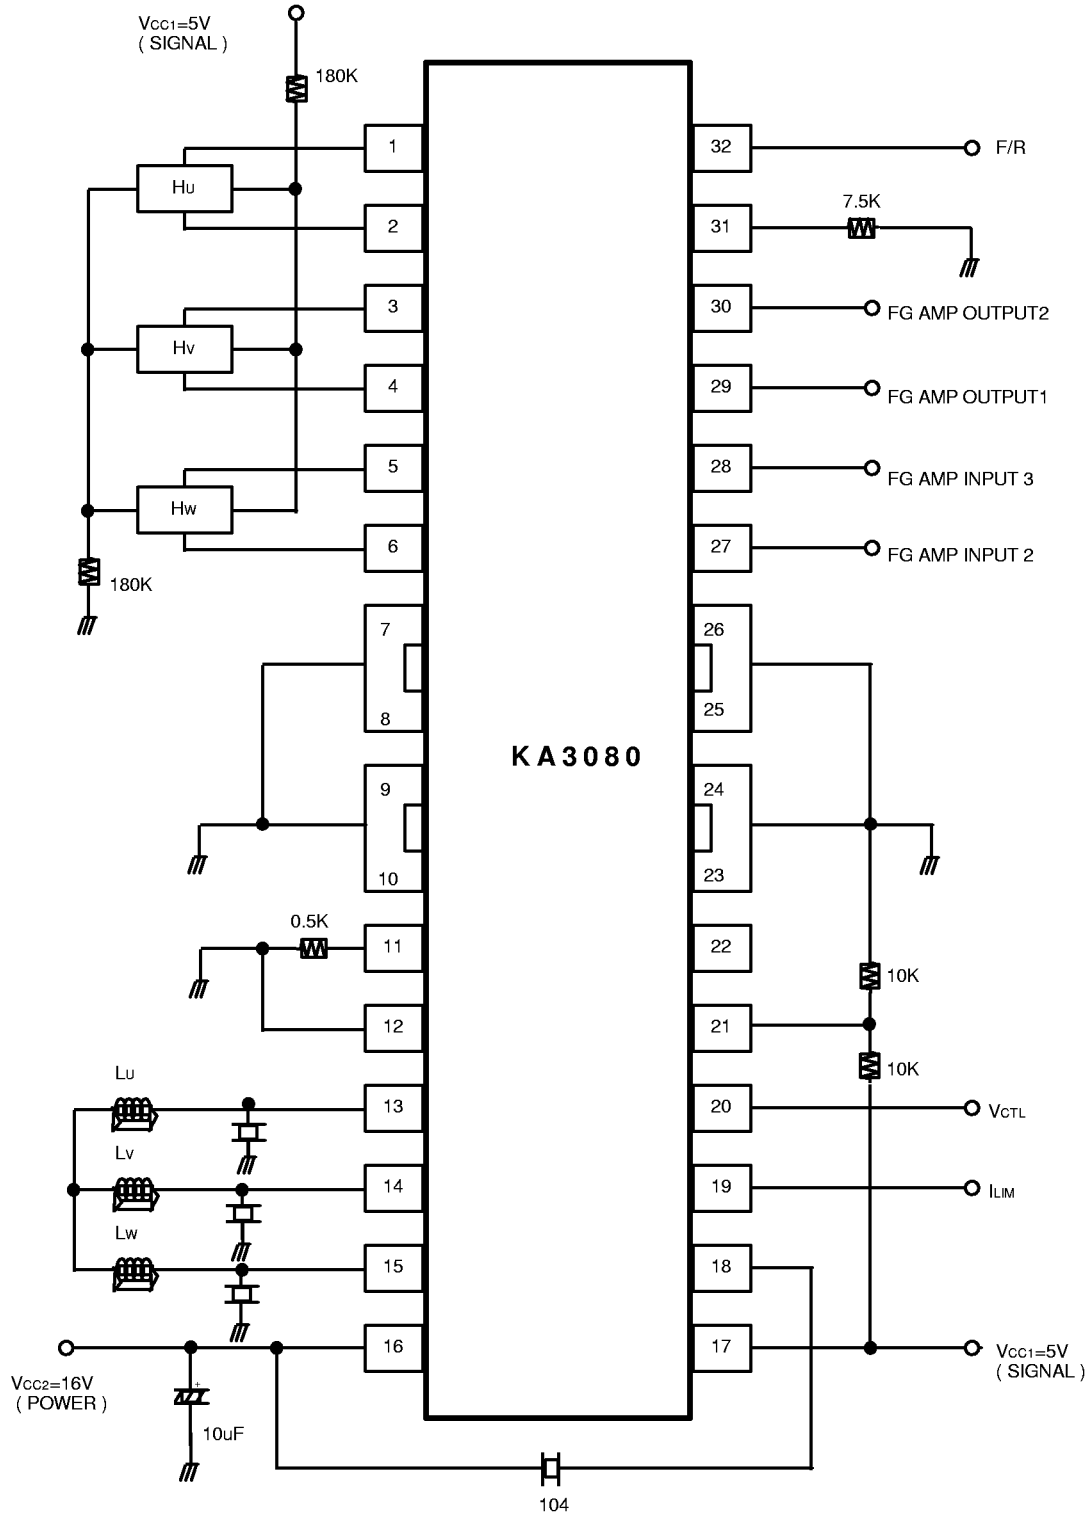 VCC1=5V
( SIGNAL )
180K
1
32
F/R
HU
7.5K
2
31
3
30
FG AMP OUTPUT2
HV
4
29
FG AMP OUTPUT1
5
28
FG AMP INPUT 3
HW
6
27
FG AMP INPUT 2
180K
7
26
8
25
KA3080
9
24
10
23
0.5K
11
22
10K
12
21
10K
LU
13
20
VCTL
LV
14
19
ILIM
LW
15
18
16
17
VCC1=5V
( SIGNAL )
VCC2=16V
( POWER )
+
10uF
104